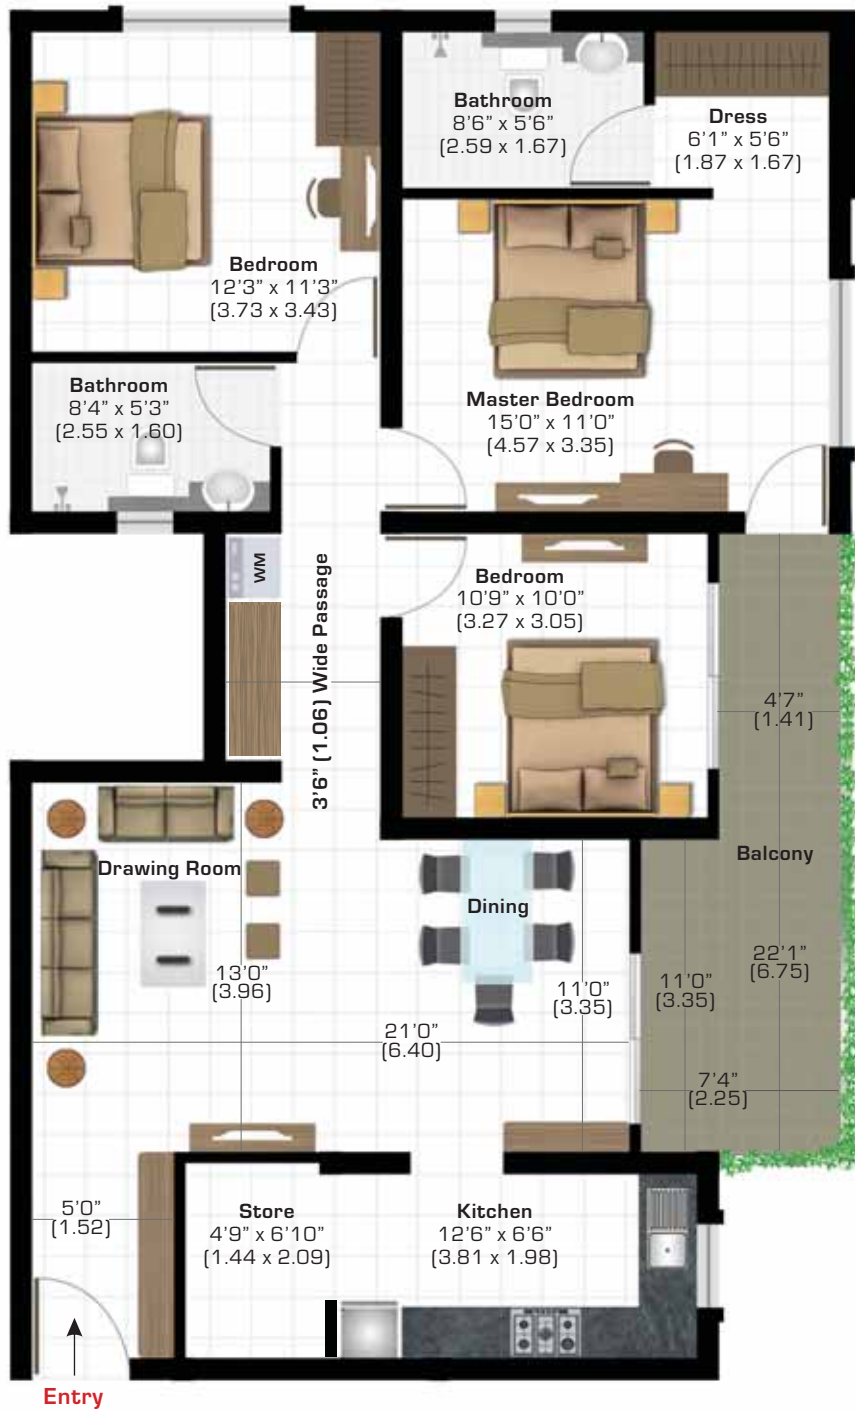 Bathroom
8'6" x 5'6"
(2.59 x 1.67)
Dress
6'1" x 5'6"
(1.87 x 1.67)
Bedroom
12'3" x 11'3"
(3.73 x 3.43)
Bathroom
8'4" x 5'3"
(2.55 x 1.60)
Master Bedroom
15'0" x 11'0"
(4.57 x 3.35)
WM
3'6" (1.06) Wide Passage
Bedroom
10'9" x 10'0"
(3.27 x 3.05)
4'7"
(1.41)
Balcony
Drawing Room
Dining
13'0"
(3.96)
11'0"
(3.35)
11'0"
(3.35)
22'1"
(6.75)
21'0"
(6.40)
7'4"
(2.25)
5'0"
(1.52)
Store
4'9" x 6'10"
(1.44 x 2.09)
Kitchen
12'6" x 6'6"
(3.81 x 1.98)
Entry